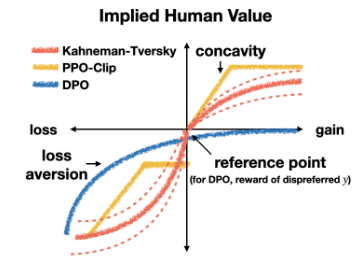 Implied Human Value
Kahneman-Tversky
PPO-Clip
DPO
concavity
loss
gain
loss
aversion
reference point
(for DPO, reward of dispreferred y)